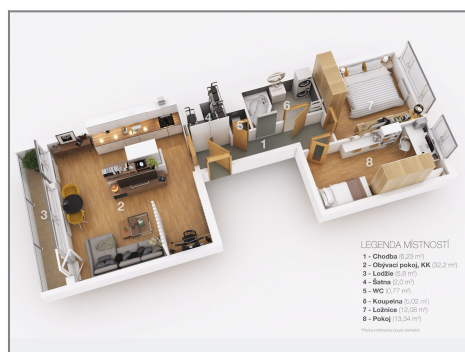 3
2
4
5
1
6
7
8
LEGENDA MÍSTNOSTÍ
1 - Chodba (6,23 m²)
2 - Obývací pokoj, KK (32,2 m²)
3 - Lodžie (5,6 m²)
4 - Šatna (2,0 m²)
5 - WC (0,77 m²)
6 - Koupelna (5,02 m²)
7 - Ložnice (12,08 m²)
8 - Pokoj (13,34 m²)